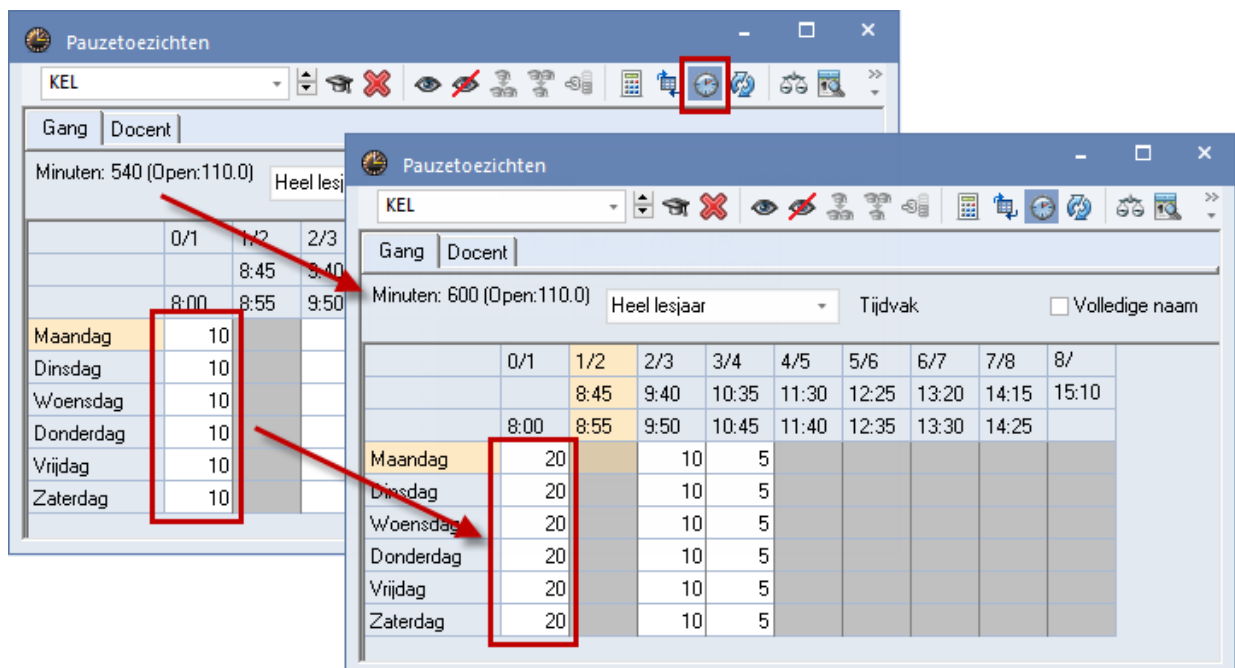 Pauzetoezichten
KEL
Gang Docent
Minuten: 540 (Open:110.0) Heel lesj
0/1 1/2 2/3
8:45 9:40
8:00 8:55 9:50
Maandag 10
Dinsdag 10
Woensdag 10
Donderdag 10
Vrijdag 10
Zaterdag 10
Pauzetoezichten
KEL
Gang Docent
Minuten: 600 (Open:110.0) Heel lesjaar Tijdvak Volledige naam
0/1 1/2 2/3 3/4 4/5 5/6 6/7 7/8 8/
8:45 9:40 10:35 11:30 12:25 13:20 14:15 15:10
8:00 8:55 9:50 10:45 11:40 12:35 13:30 14:25
Maandag 20 10 5
Dinsdag 20 10 5
Woensdag 20 10 5
Donderdag 20 10 5
Vrijdag 20 10 5
Zaterdag 20 10 5